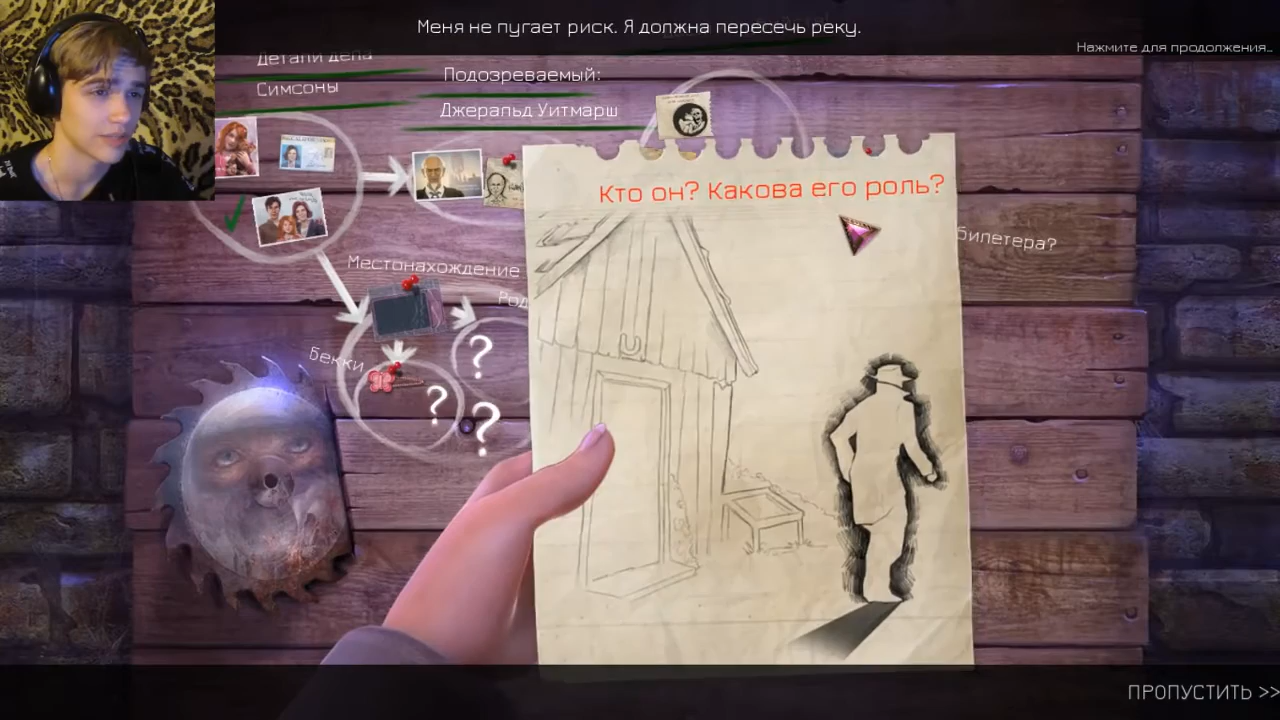 Меня не пугает риск. Я должна пересечь реку.
Нажмите для продолжения...
Детали дела
Симсоны
Подозреваемый:
Джеральд Уитмарш
Кто он? Какова его роль?
билетера?
Местонахождение
Род
Бекки
?
?
?
ПРОПУСТИТЬ >>